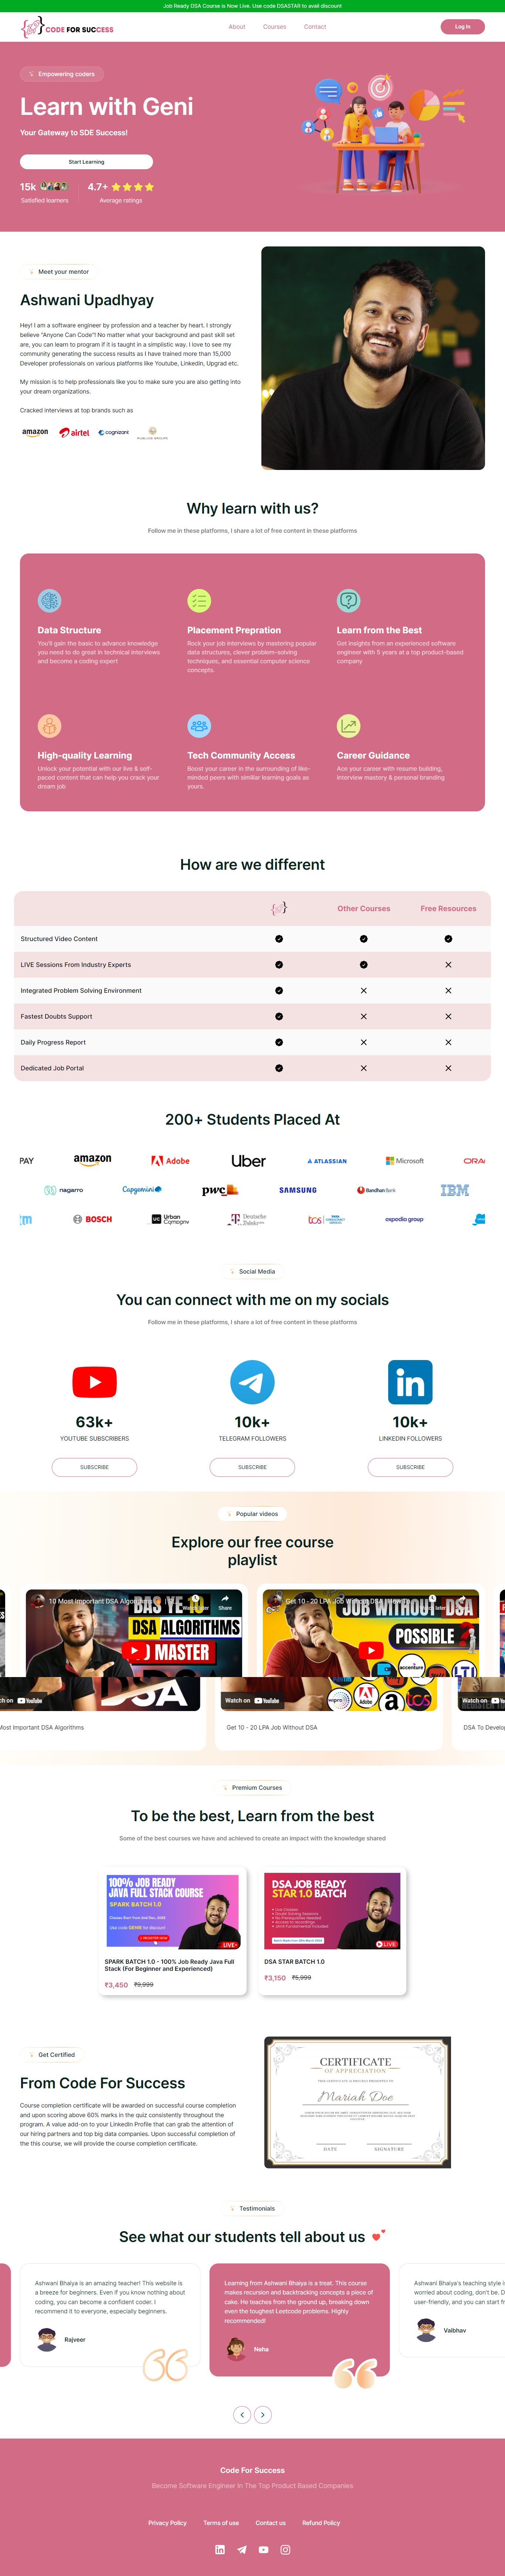 Job Ready DSA Course is Now Live. Use code DSASTAR to avail discount
CODE FOR SUCCESS
About
Courses
Contact
Log In
Empowering coders
Learn with Geni
Your Gateway to SDE Success!
Start Learning
15k
4.7+
Satisfied learners
Average ratings
Meet your mentor
Ashwani Upadhyay
Hey! I am a software engineer by profession and a teacher by heart. I strongly
believe "Anyone Can Code"! No matter what your background and past skill set
are, you can learn to program if it is taught in a simplistic way. I love to see my
community generating the success results as I have trained more than 15,000
Developer professionals on various platforms like Youtube, Linkedin, Upgrad etc.
My mission is to help professionals like you to make sure you are also getting into
your dream organizations.
Cracked interviews at top brands such as
amazon
airtel
cognizant
Why learn with us?
Follow me in these platforms, I share a lot of free content in these platforms
Data Structure
You'll gain the basic to advance knowledge
you need to do great in technical interviews
and become a coding expert
Placement Prepration
Rock your job interviews by mastering popular
data structures, clever problem-solving
techniques, and essential computer science
concepts.
Learn from the Best
Get insights from an experienced software
engineer with 5 years at a top product-based
company
High-quality Learning
Unlock your potential with our live & self-
paced content that can help you crack your
dream job
Tech Community Access
Boost your career in the surrounding of like-
minded peers with similiar learning goals as
yours.
Career Guidance
Ace your career with resume building,
interview mastery & personal branding
How are we different
Other Courses
Free Resources
Structured Video Content
LIVE Sessions From Industry Experts
Integrated Problem Solving Environment
Fastest Doubts Support
Daily Progress Report
Dedicated Job Portal
200+ Students Placed At
PAY
amazon
Adobe
Uber
ATLASSIAN
Microsoft
ORA
nagarro
Capgemini
pwc
SAMSUNG
Bandhan Bank
IBM
BOSCH
UC
Urban
Company
Deutsche
tcs
expedia group
Social Media
You can connect with me on my socials
Follow me in these platforms, I share a lot of free content in these platforms
63k+
YOUTUBE SUBSCRIBERS
SUBSCRIBE
10k+
TELEGRAM FOLLOWERS
SUBSCRIBE
10k+
LINKEDIN FOLLOWERS
SUBSCRIBE
Popular videos
Explore our free course
playlist
10 Most Important DSA Algorithms
Watch later
Share
DSA
ALGORITHMS
MASTER
Get 10 - 20 LPA Job Without DSA
JOB WITHOUT DSA
POSSIBLE
accenture
LTI
DSA
Watch on YouTube
wipro
Adobe
tcs
Watch on YouTube
Most Important DSA Algorithms
Get 10 - 20 LPA Job Without DSA
DSA To Develop
Premium Courses
To be the best, Learn from the best
Some of the best courses we have and achieved to create an impact with the knowledge shared
100% JOB READY
JAVA FULL STACK COURSE
SPARK BATCH 1.0
REGISTER NOW
LIVE
SPARK BATCH 1.0 - 100% Job Ready Java Full
Stack (For Beginner and Experienced)
₹3,450
₹9,999
DSA JOB READY
STAR 1.0 BATCH
LIVE
DSA STAR BATCH 1.0
₹3,150
₹5,999
Get Certified
From Code For Success
Course completion certificate will be awarded on successful course completion
and upon scoring above 60% marks in the quiz consistently throughout the
program. A value add-on to your LinkedIn Profile that can grab the attention of
our hiring partners and top big data companies. Upon successful completion of
the this course, we will provide the course completion certificate.
CERTIFICATE
OF APPRECIATION
Mariah Doe
DATE
SIGNATURE
Testimonials
See what our students tell about us
Ashwani Bhaiya is an amazing teacher! This website is
a breeze for beginners. Even if you know nothing about
coding, you can become a confident coder. I
recommend it to everyone, especially beginners.
Rajveer
Learning from Ashwani Bhaiya is a treat. This course
makes recursion and backtracking concepts a piece of
cake. He teaches from the ground up, breaking down
even the toughest Leetcode problems. Highly
recommended!
Neha
Ashwani Bhaiya's teaching style is
worried about coding, don't be. D
user-friendly, and you can start fr
Vaibhav
Code For Success
Become Software Engineer In The Top Product Based Companies
Privacy Policy
Terms of use
Contact us
Refund Policy